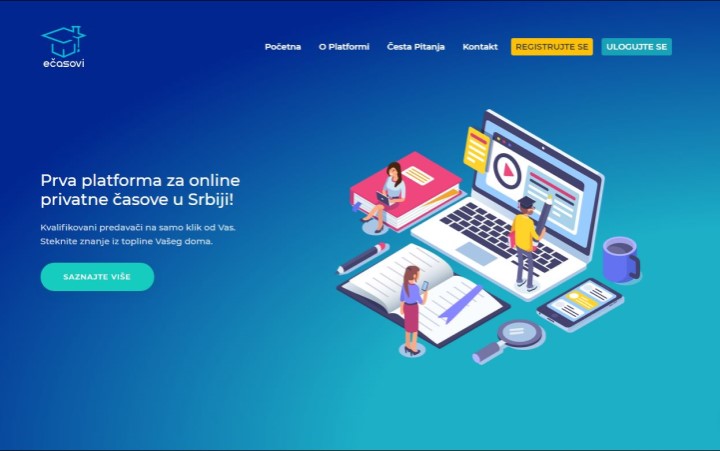 ečasovi
Početna
O Platformi
Česta Pitanja
Kontakt
REGISTRUJTE SE
ULOGUJTE SE
Prva platforma za online
privatne časove u Srbiji!
Kvalifikovani predavači na samo klik od Vas.
Steknite znanje iz topline Vašeg doma.
SAZNAJTE VIŠE